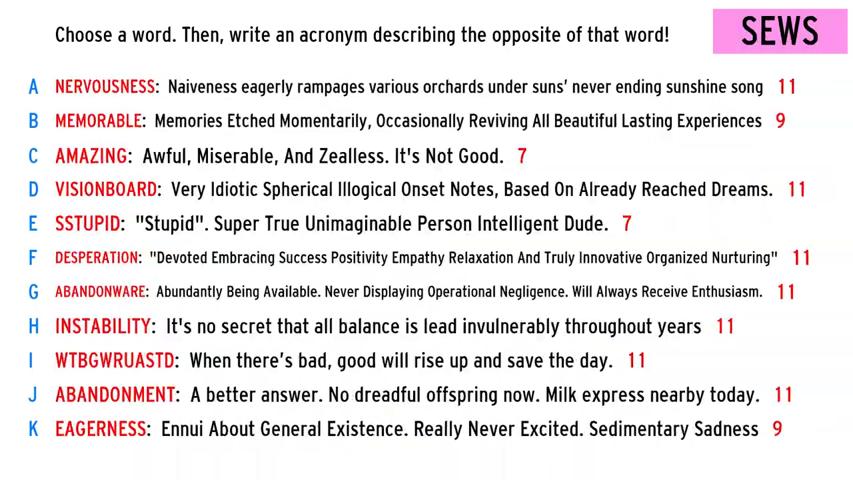 Choose a word. Then, write an acronym describing the opposite of that word!
SEWS
A NERVOUSNESS: Naiveness eagerly rampages various orchards under suns’ never ending sunshine song 11
B MEMORABLE: Memories Etched Momentarily, Occasionally Reviving All Beautiful Lasting Experiences 9
C AMAZING: Awful, Miserable, And Zealless. It's Not Good. 7
D VISIONBOARD: Very Idiotic Spherical Illogical Onset Notes, Based On Already Reached Dreams. 11
E SSTUPID: "Stupid". Super True Unimaginable Person Intelligent Dude. 7
F DESPERATION: "Devoted Embracing Success Positivity Empathy Relaxation And Truly Innovative Organized Nurturing" 11
G ABANDONWARE: Abundantly Being Available. Never Displaying Operational Negligence. Will Always Receive Enthusiasm. 11
H INSTABILITY: It's no secret that all balance is lead invulnerably throughout years 11
I WTBGWRUASTD: When there’s bad, good will rise up and save the day. 11
J ABANDONMENT: A better answer. No dreadful offspring now. Milk express nearby today. 11
K EAGERNESS: Ennui About General Existence. Really Never Excited. Sedimentary Sadness 9